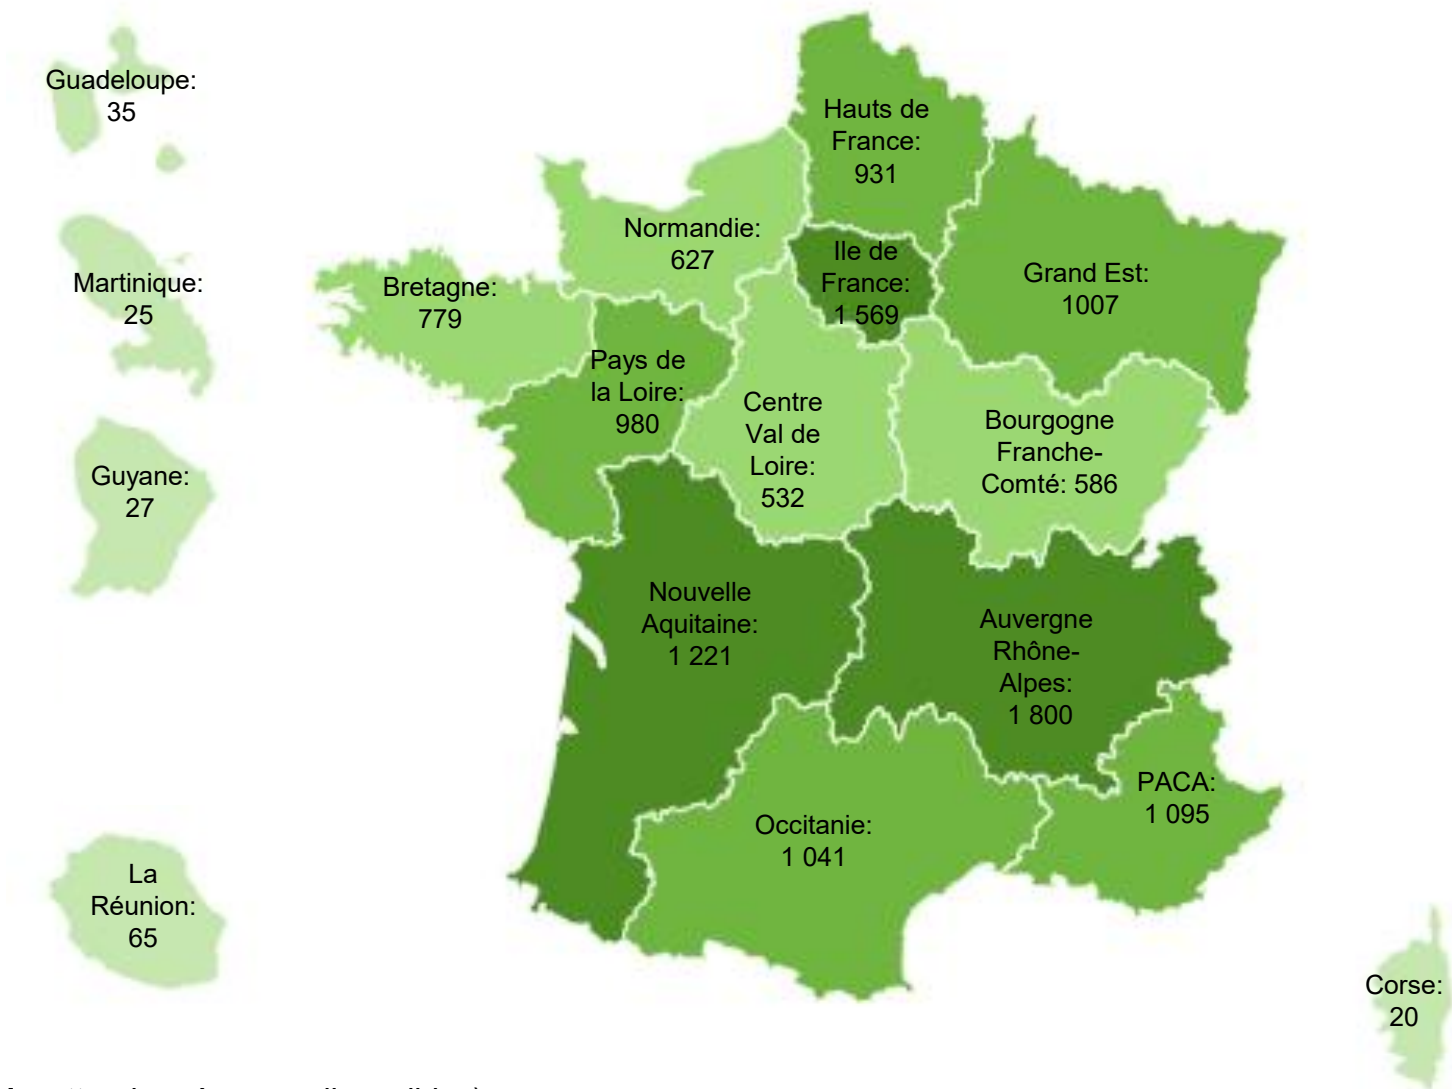 Guadeloupe:
35
Martinique:
25
Guyane:
27
La
Réunion:
65
Hauts de
France:
931
Normandie:
627
Ile de
France:
1 569
Grand Est:
1007
Bretagne:
779
Pays de
la Loire:
980
Centre
Val de
Loire:
532
Bourgogne
Franche-
Comté: 586
Nouvelle
Aquitaine:
1 221
Auvergne
Rhône-
Alpes:
1 800
PACA:
1 095
Occitanie:
1 041
Corse:
20